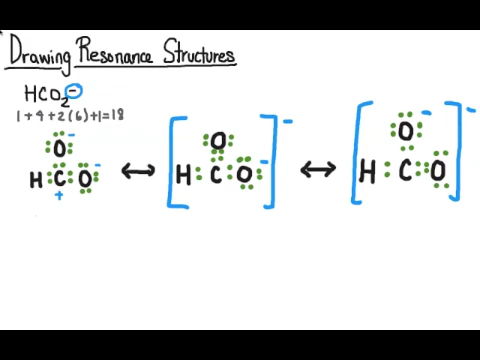 Drawing Resonance Structures
HCO₂⁻
1+4+2(6)+1=18
O⁻
H C O⁻
+
↔
[O
H C O⁻]⁻
↔
[O⁻
H C O]⁻